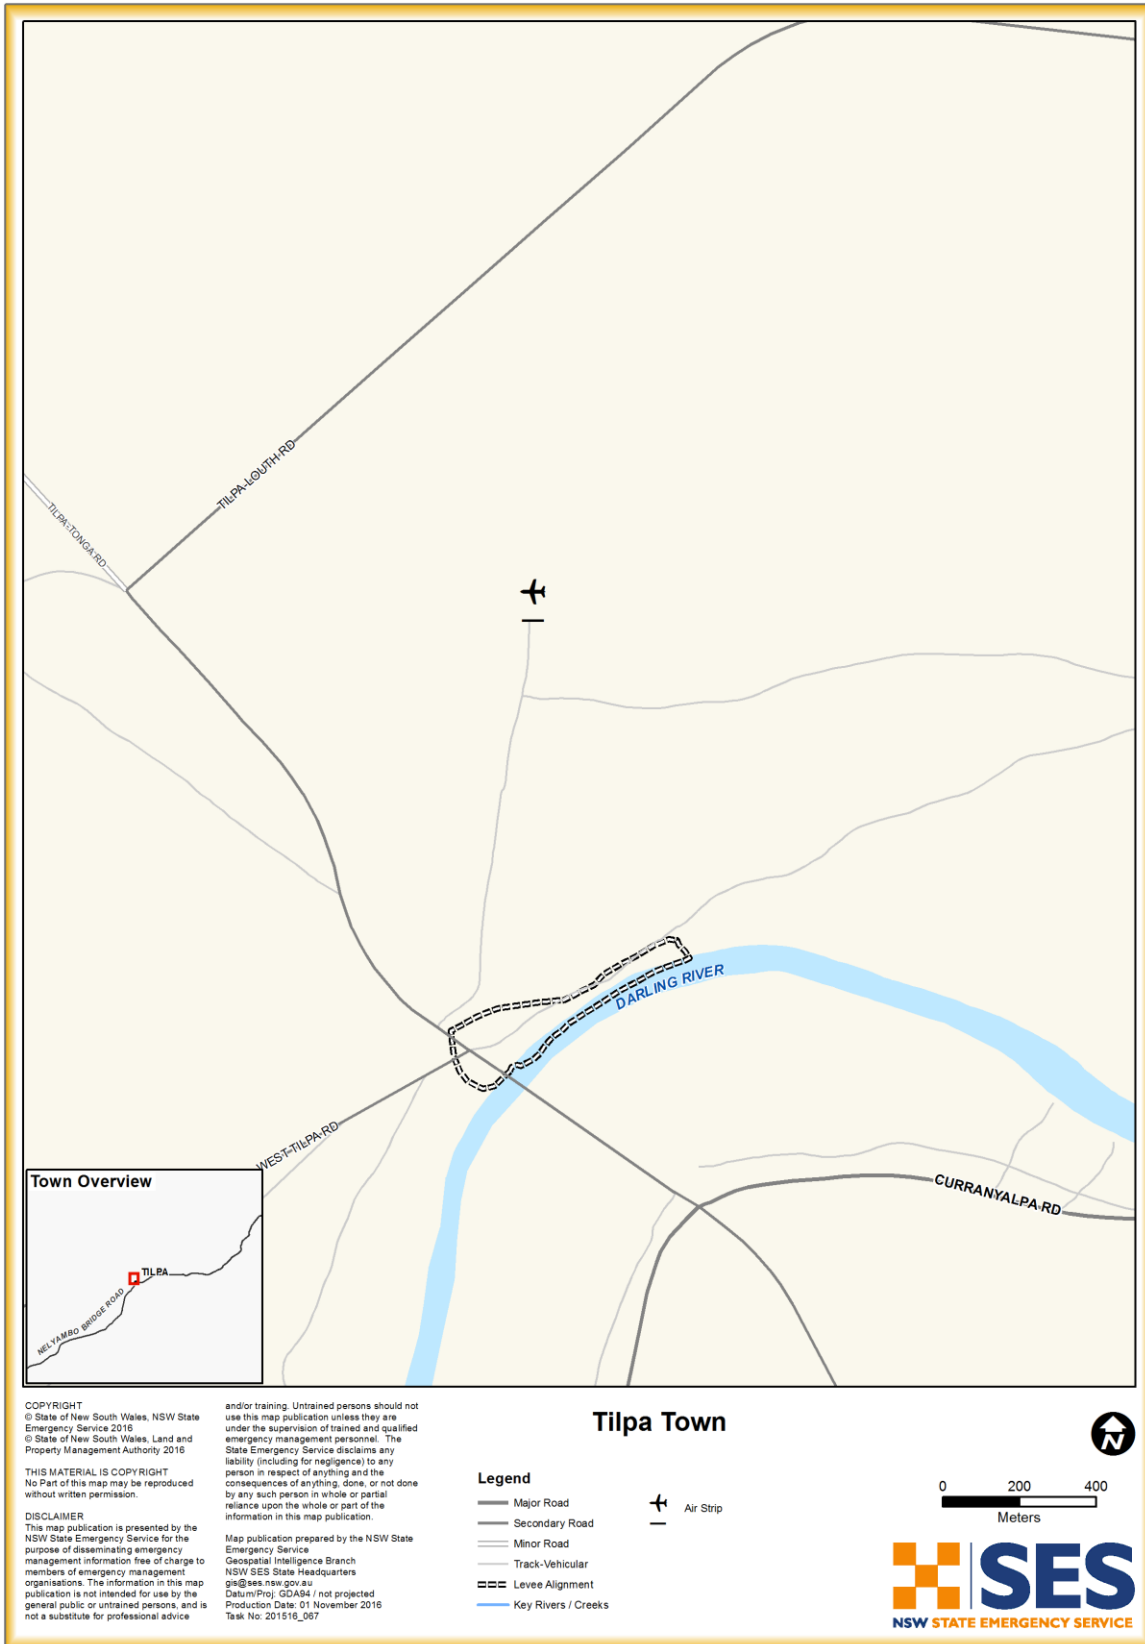 TILPA-LOUTH-RD
TILPA-TONGA RD
DARLING RIVER
WEST-TILPA-RD
CURRANYALPA RD
Town Overview
TILPA
NELYAMBO BRIDGE ROAD
COPYRIGHT
© State of New South Wales, NSW State
Emergency Service 2016
© State of New South Wales, Land and
Property Management Authority 2016
THIS MATERIAL IS COPYRIGHT
No Part of this map may be reproduced
without written permission.
DISCLAIMER
This map publication is presented by the
NSW State Emergency Service for the
purpose of disseminating emergency
management information free of charge to
members of emergency management
organisations. The information in this map
publication is not intended for use by the
general public or untrained persons, and is
not a substitute for professional advice
and/or training. Untrained persons should not
use this map publication unless they are
under the supervision of trained and qualified
emergency management personnel. The
State Emergency Service disclaims any
liability (including for negligence) to any
person in respect of anything and the
consequences of anything, done, or not done
by any such person in whole or partial
reliance upon the whole or part of the
information in this map publication.
Map publication prepared by the NSW State
Emergency Service
Geospatial Intelligence Branch
NSW SES State Headquarters
gis@ses.nsw.gov.au
Datum/Proj: GDA94 / not projected
Production Date: 01 November 2016
Task No: 201516_067
Tilpa Town
Legend
Major Road
Secondary Road
Minor Road
Track-Vehicular
Levee Alignment
Key Rivers / Creeks
Air Strip
N
0 200 400
Meters
SES
NSW STATE EMERGENCY SERVICE